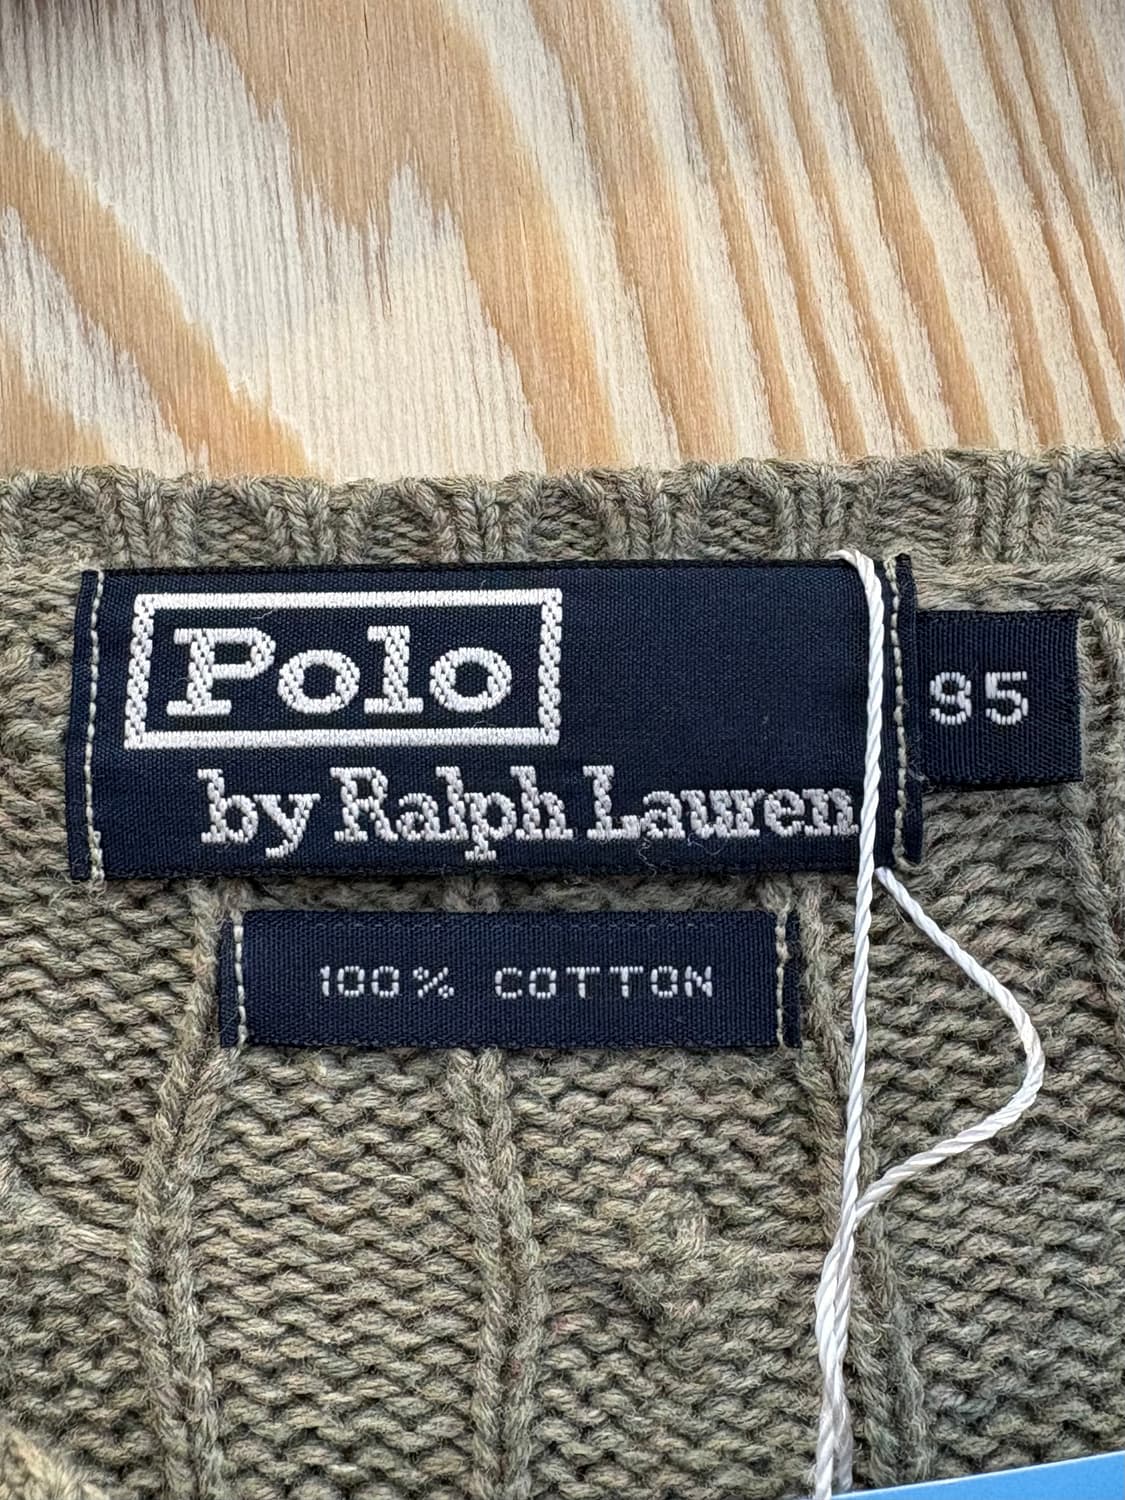 Polo
by Ralph Lauren
95
100% COTTON